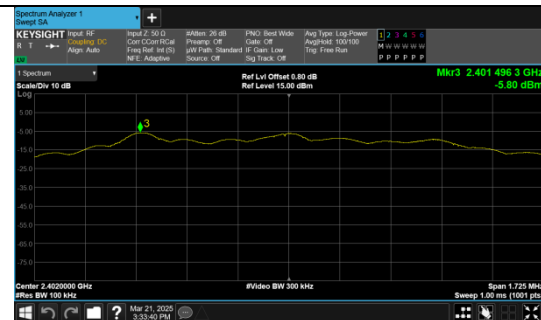 Spectrum Analyzer 1
Swept SA
+
KEYSIGHT
R T
Input: RF
Coupling: DC
Align: Auto
Input Z: 50 Ω
Corr CCorr RCal
Freq Ref: Int (S)
NFE: Adaptive
#Atten: 26 dB
Preamp: Off
µW Path: Standard
Source: Off
PNO: Best Wide
Gate: Off
IF Gain: Low
Sig Track: Off
Avg Type: Log-Power
Avg|Hold: 100/100
Trig: Free Run
1 2 3 4 5 6
M W W W W W
P P P P P P
1 Spectrum
Scale/Div 10 dB
Log
Ref Lvl Offset 0.80 dB
Ref Level 15.00 dBm
Mkr3 2.401 496 3 GHz
-5.80 dBm
3
5.00
-5.00
-15.0
-25.0
-35.0
-45.0
-55.0
-65.0
-75.0
Center 2.4020000 GHz
#Res BW 100 kHz
#Video BW 300 kHz
Span 1.725 MHz
Sweep 1.00 ms (1001 pts)
?
Mar 21, 2025
3:33:40 PM